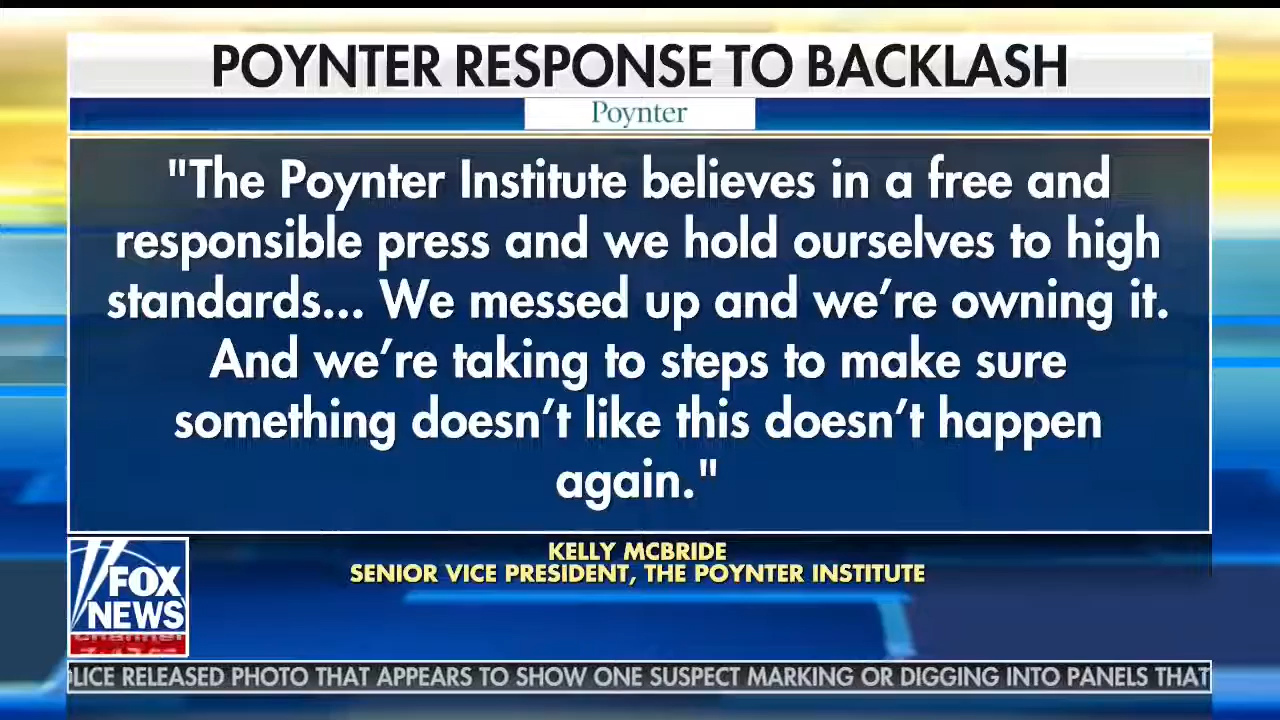 POYNTER RESPONSE TO BACKLASH
Poynter
"The Poynter Institute believes in a free and
responsible press and we hold ourselves to high
standards... We messed up and we’re owning it.
And we’re taking to steps to make sure
something doesn’t like this doesn’t happen
again."
KELLY MCBRIDE
SENIOR VICE PRESIDENT, THE POYNTER INSTITUTE
FOX
NEWS
channel
RELEASED PHOTO THAT APPEARS TO SHOW ONE SUSPECT MARKING OR DIGGING INTO PANELS THAT